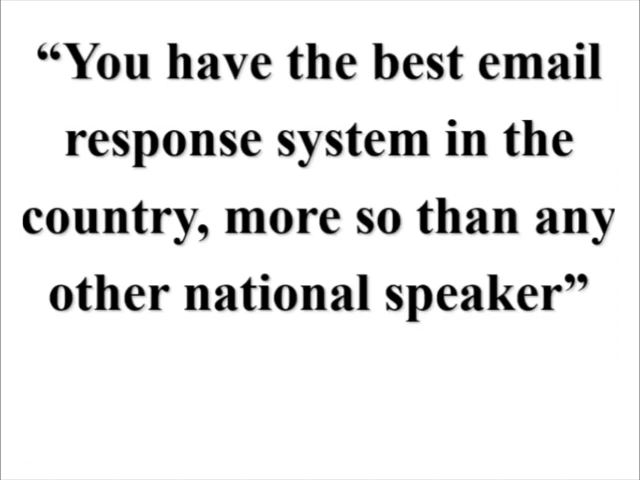 “You have the best email
response system in the
country, more so than any
other national speaker”